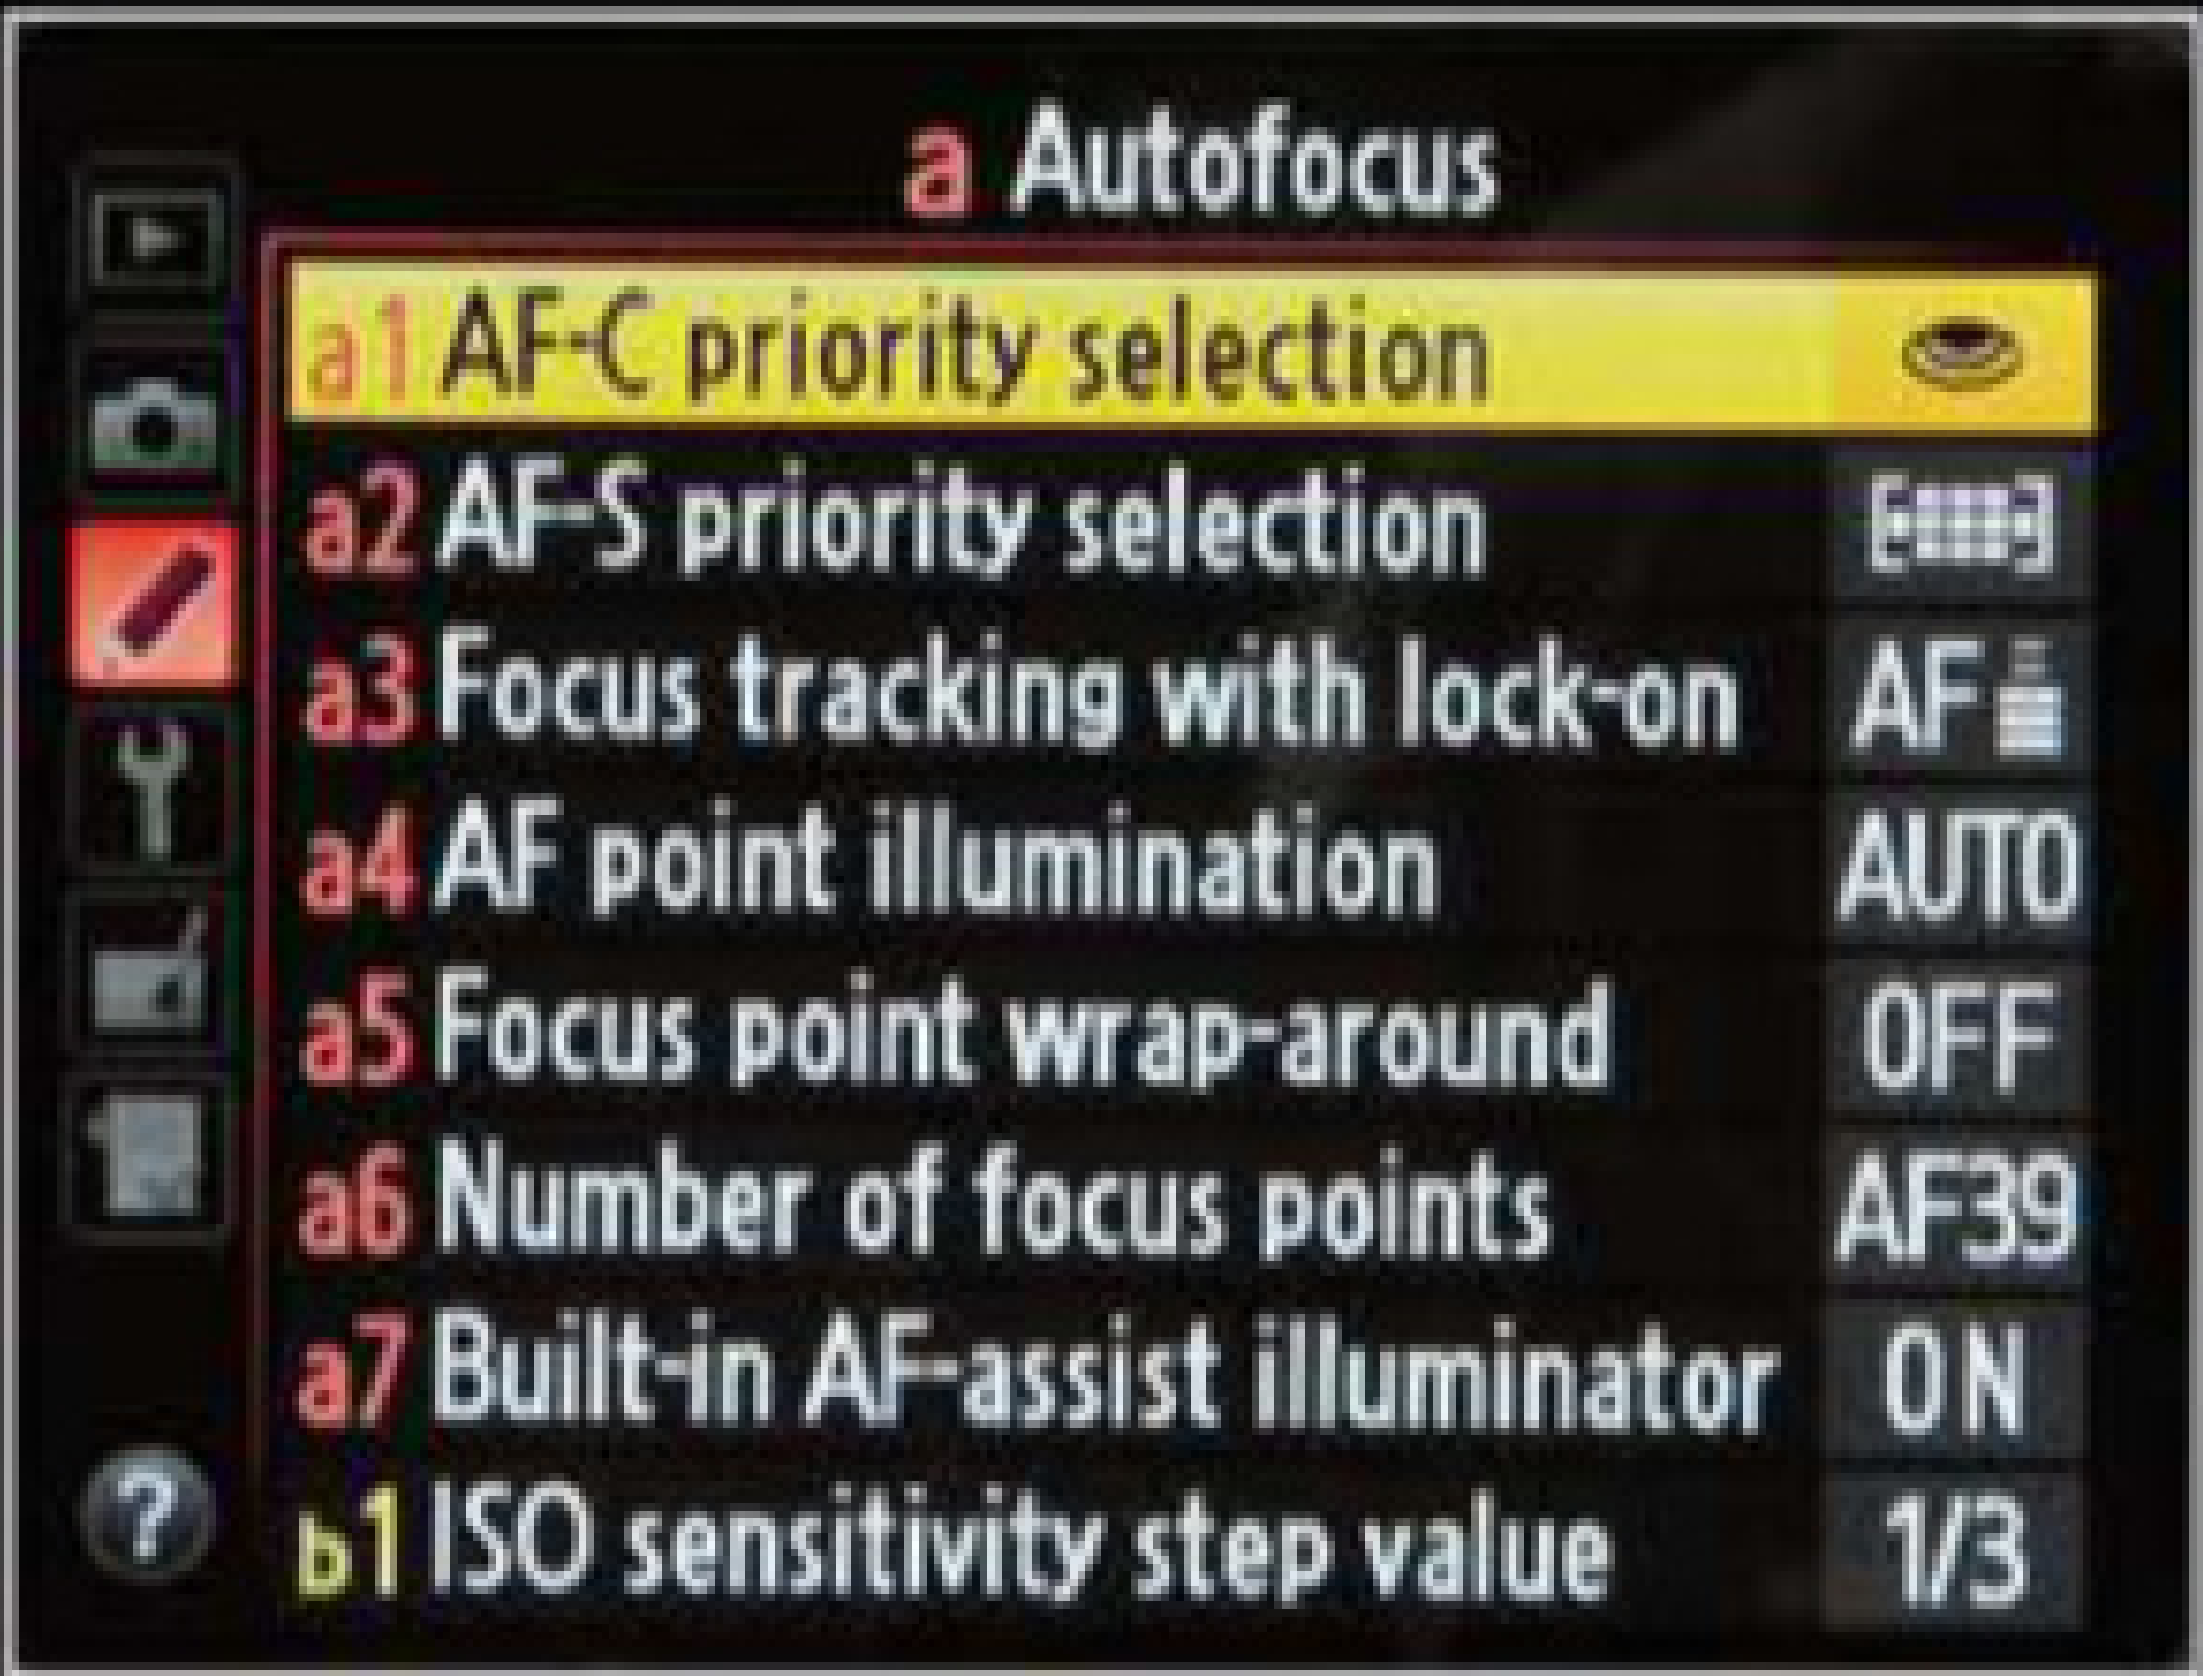 a Autofocus
a1 AF-C priority selection
a2 AF-S priority selection
a3 Focus tracking with lock-on AF
a4 AF point illumination AUTO
a5 Focus point wrap-around OFF
a6 Number of focus points AF39
a7 Built-in AF-assist illuminator ON
b1 ISO sensitivity step value 1/3
?